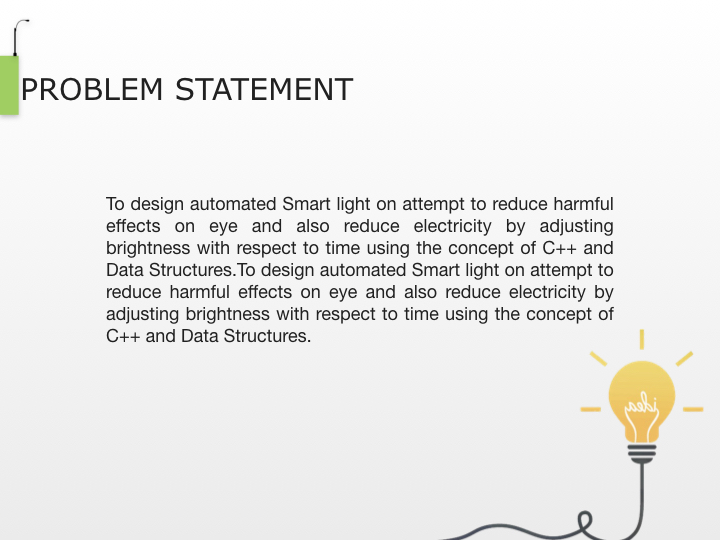 PROBLEM STATEMENT
To design automated Smart light on attempt to reduce harmful
effects on eye and also reduce electricity by adjusting
brightness with respect to time using the concept of C++ and
Data Structures.To design automated Smart light on attempt to
reduce harmful effects on eye and also reduce electricity by
adjusting brightness with respect to time using the concept of
C++ and Data Structures.
idea